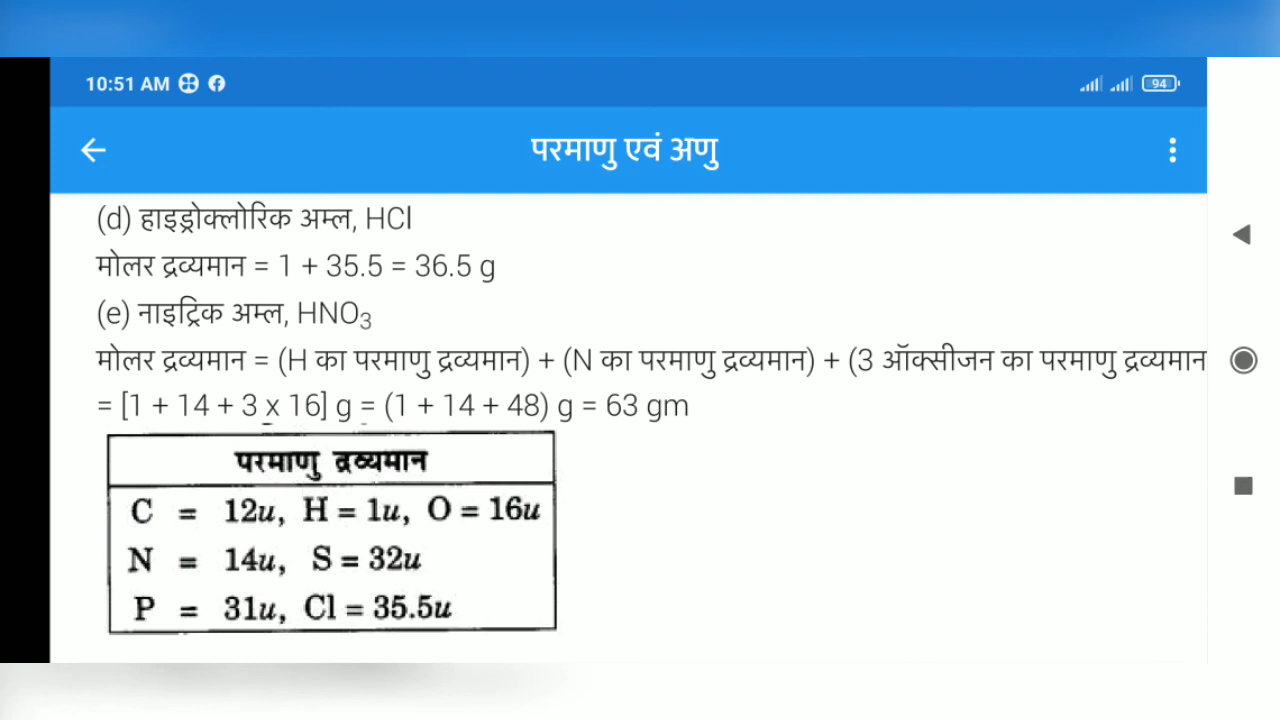 10:51 AM
94
परमाणु एवं अणु
(d) हाइड्रोक्लोरिक अम्ल, HCl
मोलर द्रव्यमान = 1 + 35.5 = 36.5 g
(e) नाइट्रिक अम्ल, HNO₃
मोलर द्रव्यमान = (H का परमाणु द्रव्यमान) + (N का परमाणु द्रव्यमान) + (3 ऑक्सीजन का परमाणु द्रव्यमान
= [1 + 14 + 3 x 16] g = (1 + 14 + 48) g = 63 gm
परमाणु द्रव्यमान
C = 12u, H = 1u, O = 16u
N = 14u, S = 32u
P = 31u, Cl = 35.5u